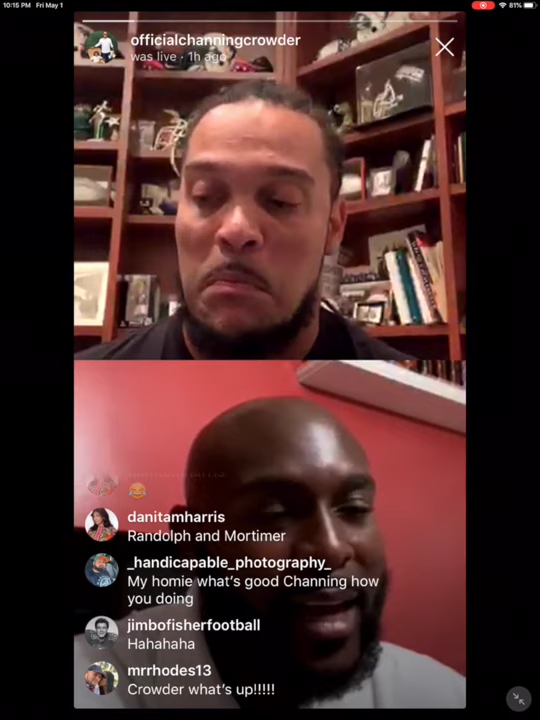 10:15 PM Fri May 1
81%
officialchanningcrowder
was live · 1h ago
danitamharris
Randolph and Mortimer
_handicapable_photography_
My homie what's good Channing how
you doing
jimbofisherfootball
Hahahaha
mrrhodes13
Crowder what's up!!!!!